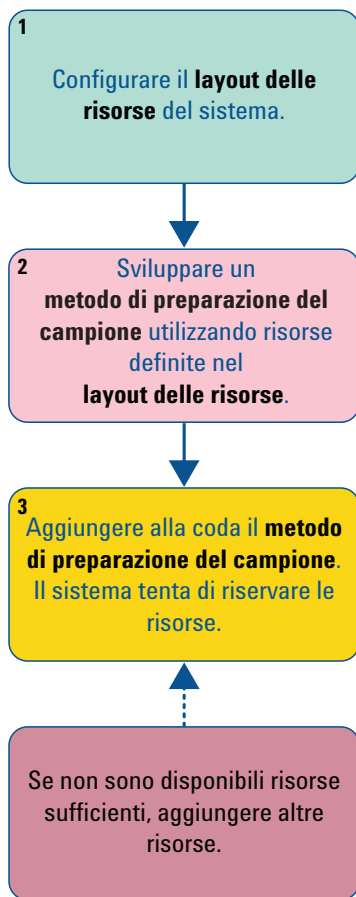 1
Configurare il layout delle
risorse del sistema.
2
Sviluppare un
metodo di preparazione del
campione utilizzando risorse
definite nel
layout delle risorse.
3
Aggiungere alla coda il metodo
di preparazione del campione.
Il sistema tenta di riservare le
risorse.
Se non sono disponibili risorse
sufficienti, aggiungere altre
risorse.